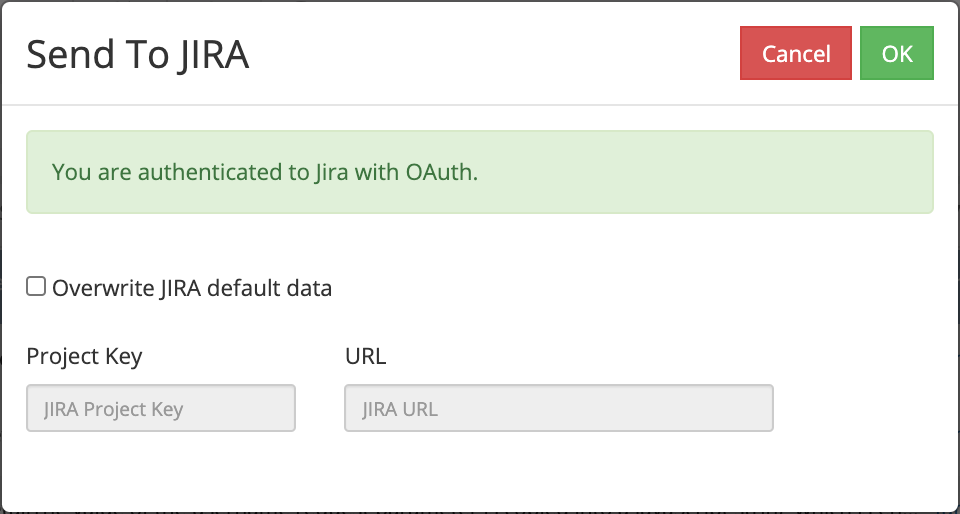 Send To JIRA
Cancel
OK
You are authenticated to Jira with OAuth.
Overwrite JIRA default data
Project Key
URL
JIRA Project Key
JIRA URL